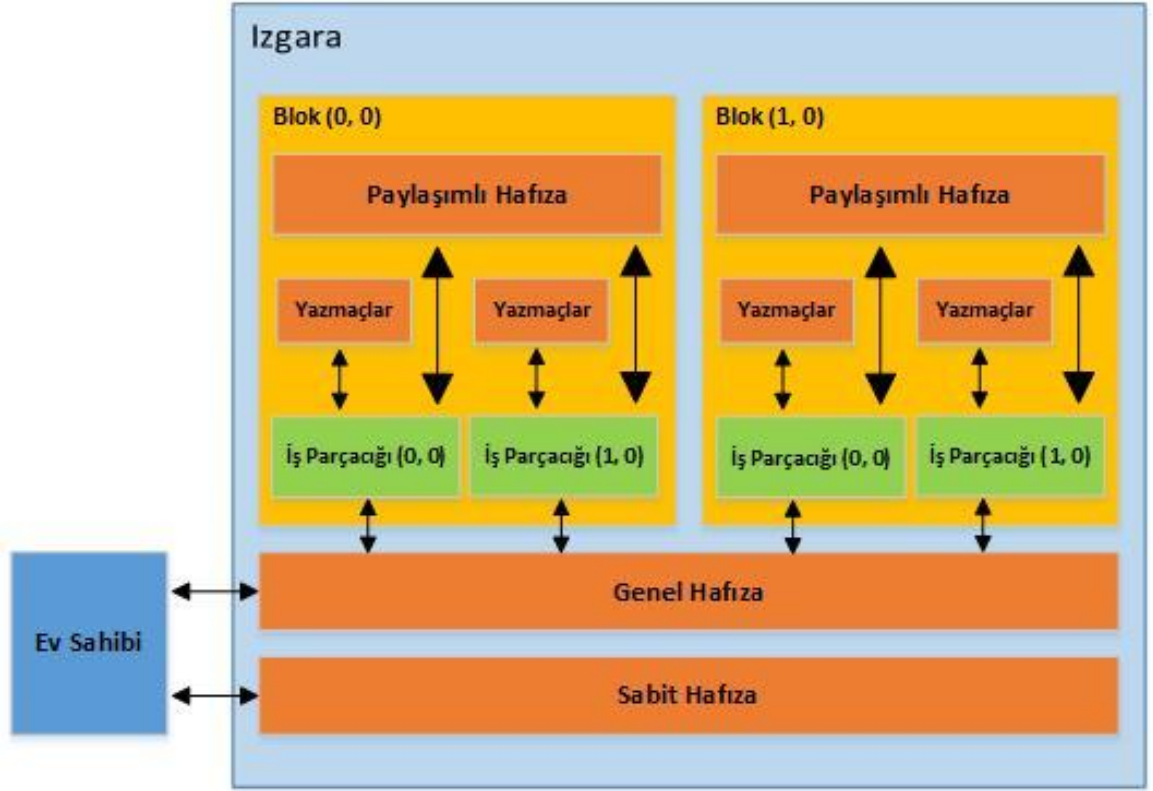 Izgara
Blok (0, 0)
Paylaşımlı Hafıza
Yazmaçlar
Yazmaçlar
İş Parçacığı (0, 0)
İş Parçacığı (1, 0)
Blok (1, 0)
Paylaşımlı Hafıza
Yazmaçlar
Yazmaçlar
İş Parçacığı (0, 0)
İş Parçacığı (1, 0)
Ev Sahibi
Genel Hafıza
Sabit Hafıza